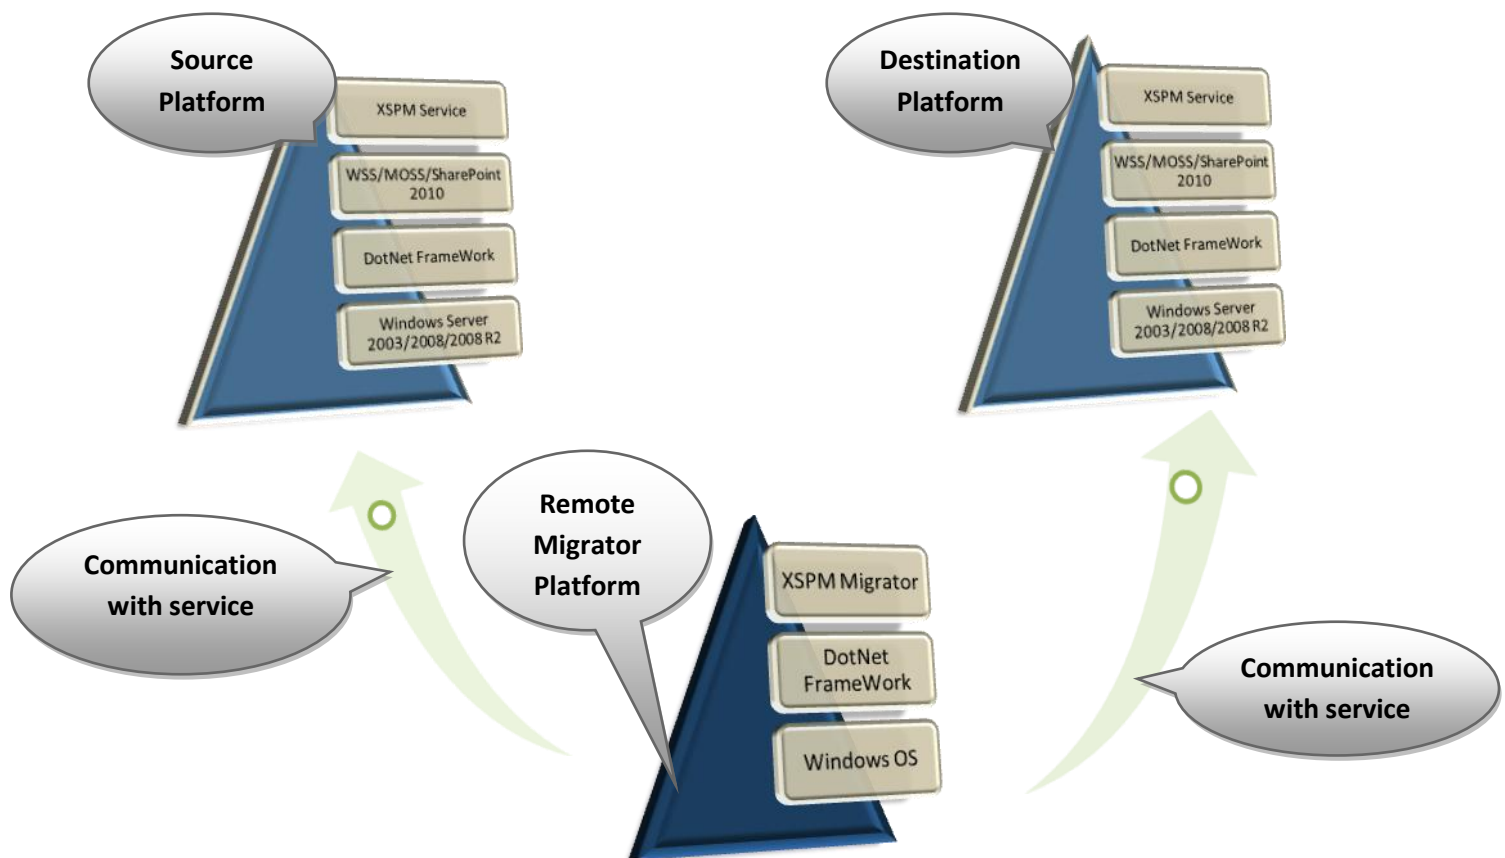 Source
Platform
XSPM Service
WSS/MOSS/SharePoint
2010
DotNet FrameWork
Windows Server
2003/2008/2008 R2
Destination
Platform
XSPM Service
WSS/MOSS/SharePoint
2010
DotNet FrameWork
Windows Server
2003/2008/2008 R2
Communication
with service
Remote
Migrator
Platform
XSPM Migrator
DotNet
FrameWork
Windows OS
Communication
with service